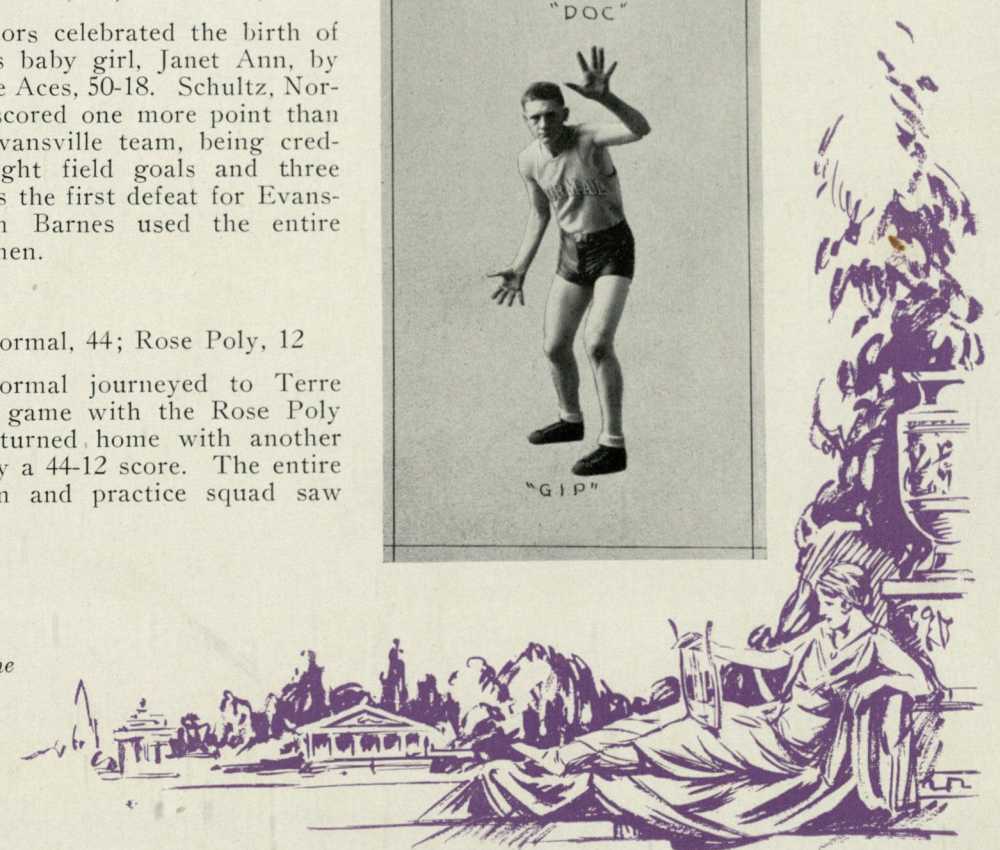 ors celebrated the birth of
s baby girl, Janet Ann, by
e Aces, 50-18. Schultz, Nor-
scored one more point than
vansville team, being cred-
ght field goals and three
s the first defeat for Evans-
n Barnes used the entire
nen.
ormal, 44; Rose Poly, 12
ormal journeyed to Terre
game with the Rose Poly
turned home with another
y a 44-12 score. The entire
n and practice squad saw
ne
"DOC"
"GIP"